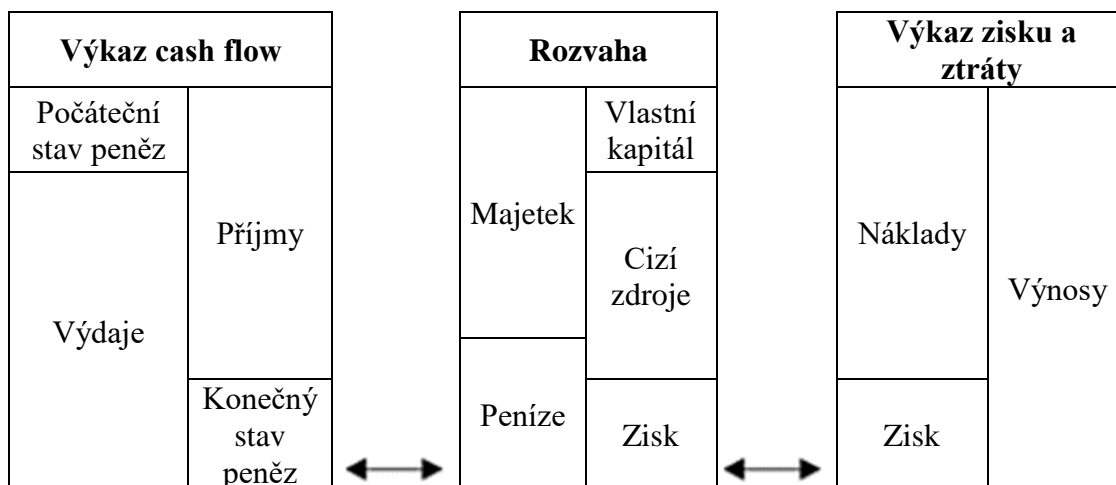 Výkaz cash flow
Počáteční
stav peněz
Příjmy
Výdaje
Konečný
stav
peněz
Rozvaha
Majetek
Vlastní
kapitál
Cizí
zdroje
Peníze
Zisk
Výkaz zisku a
ztráty
Náklady
Výnosy
Zisk